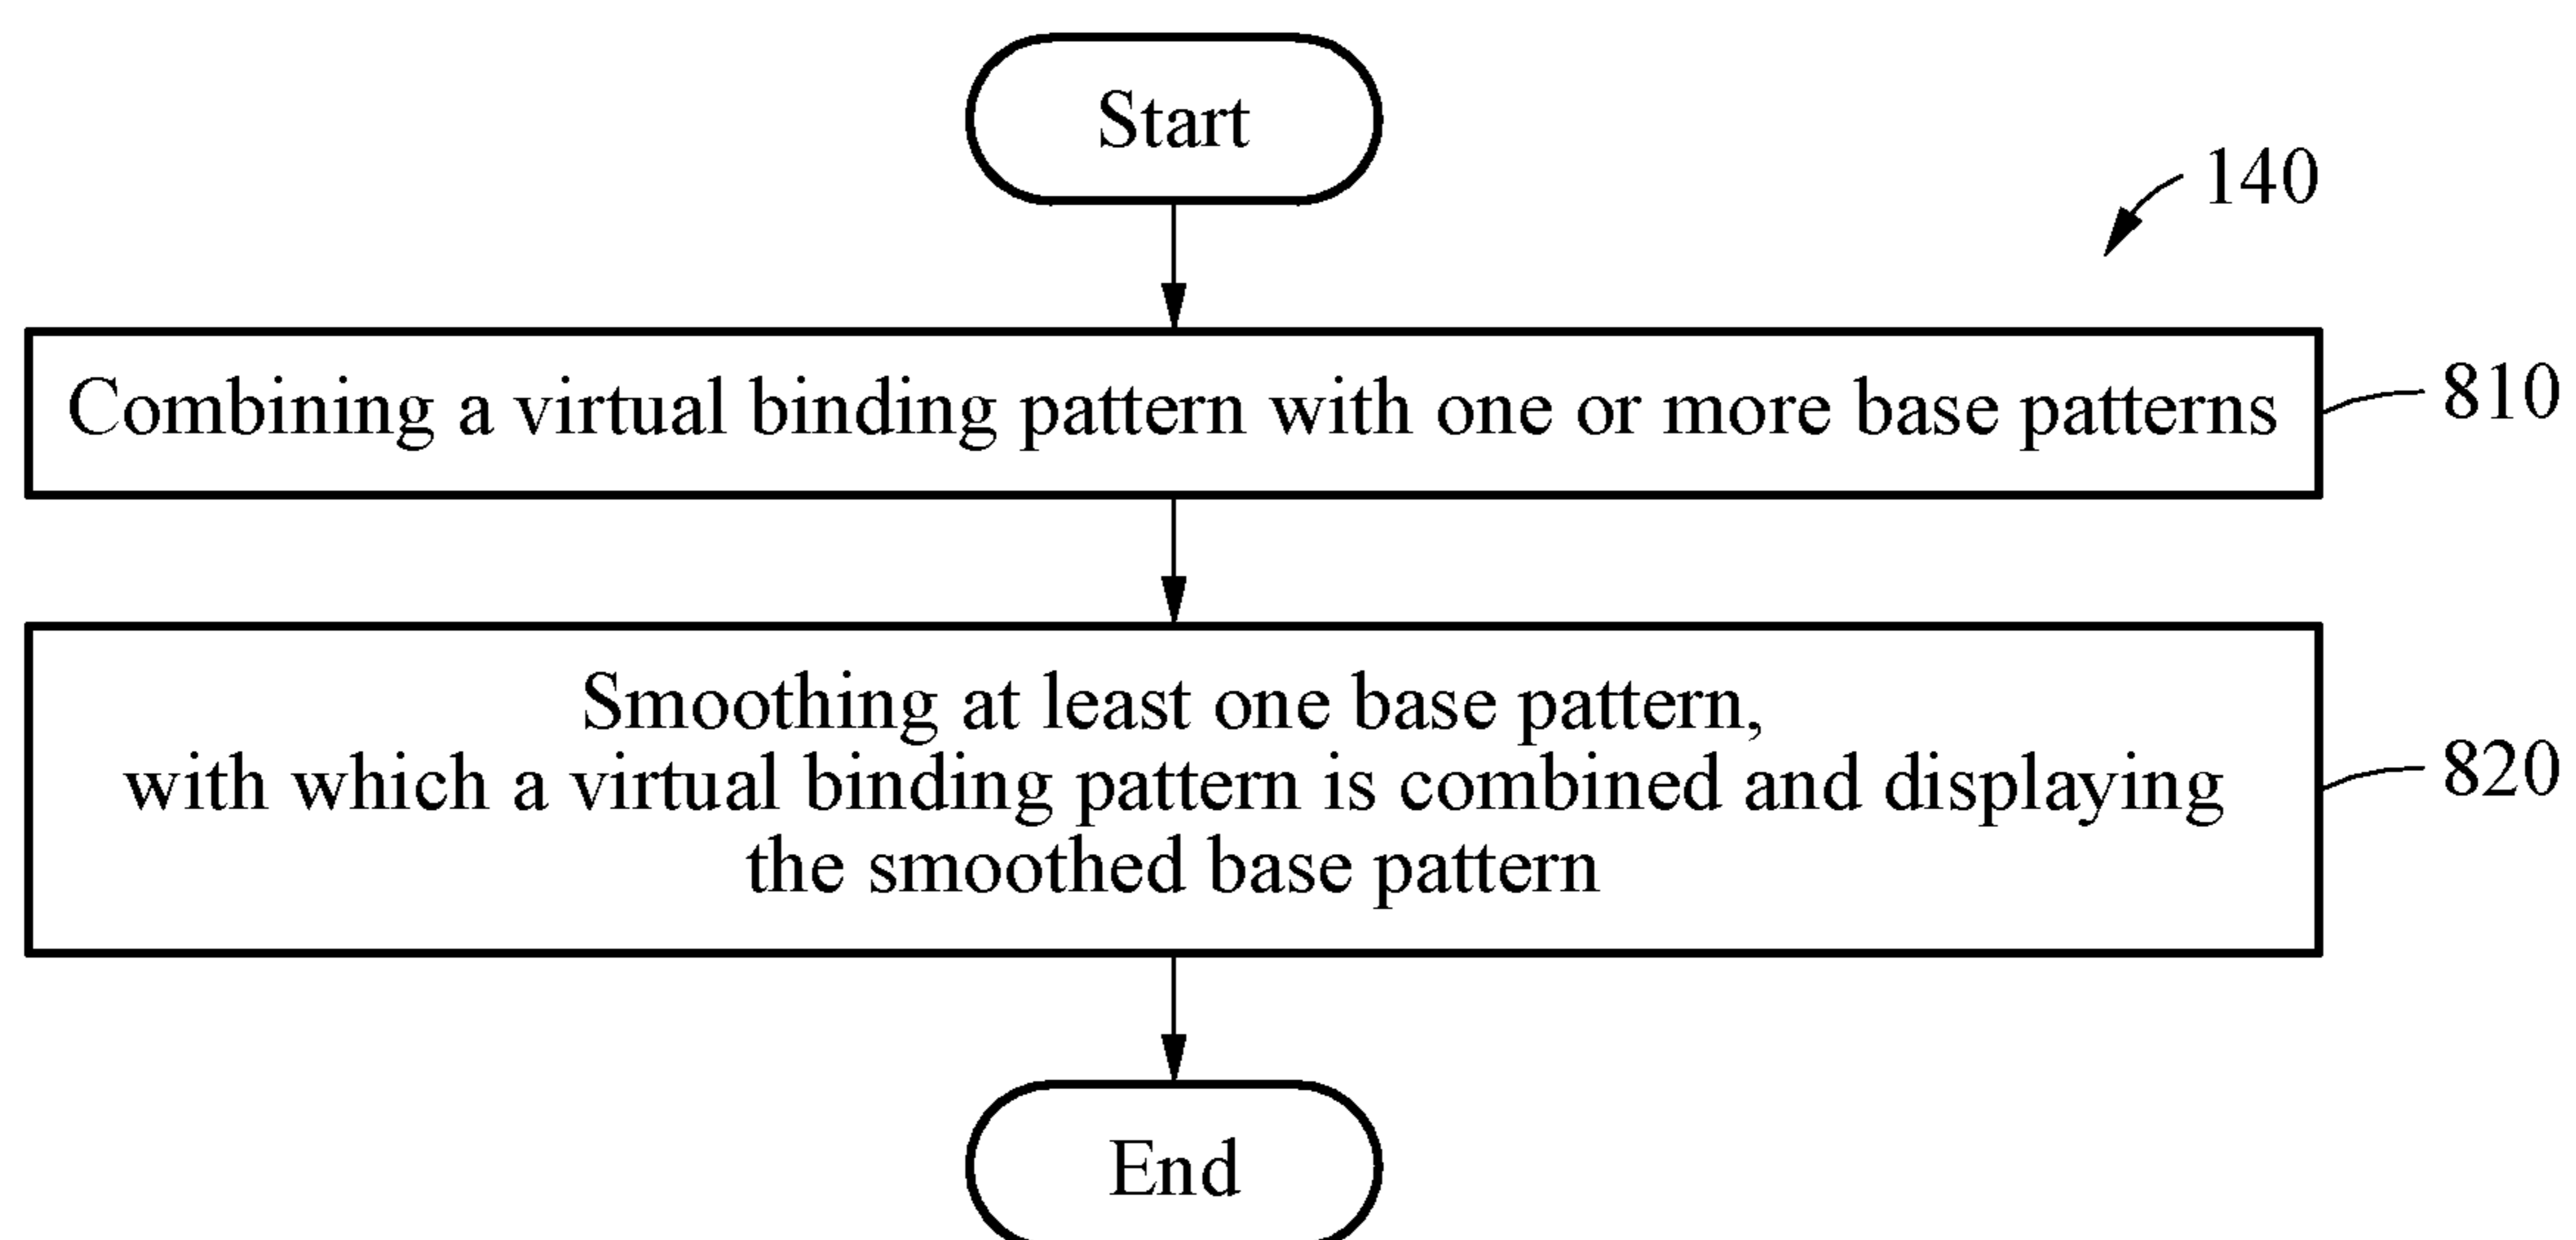 Start
140
Combining a virtual binding pattern with one or more base patterns
810
Smoothing at least one base pattern,
with which a virtual binding pattern is combined and displaying
the smoothed base pattern
820
End